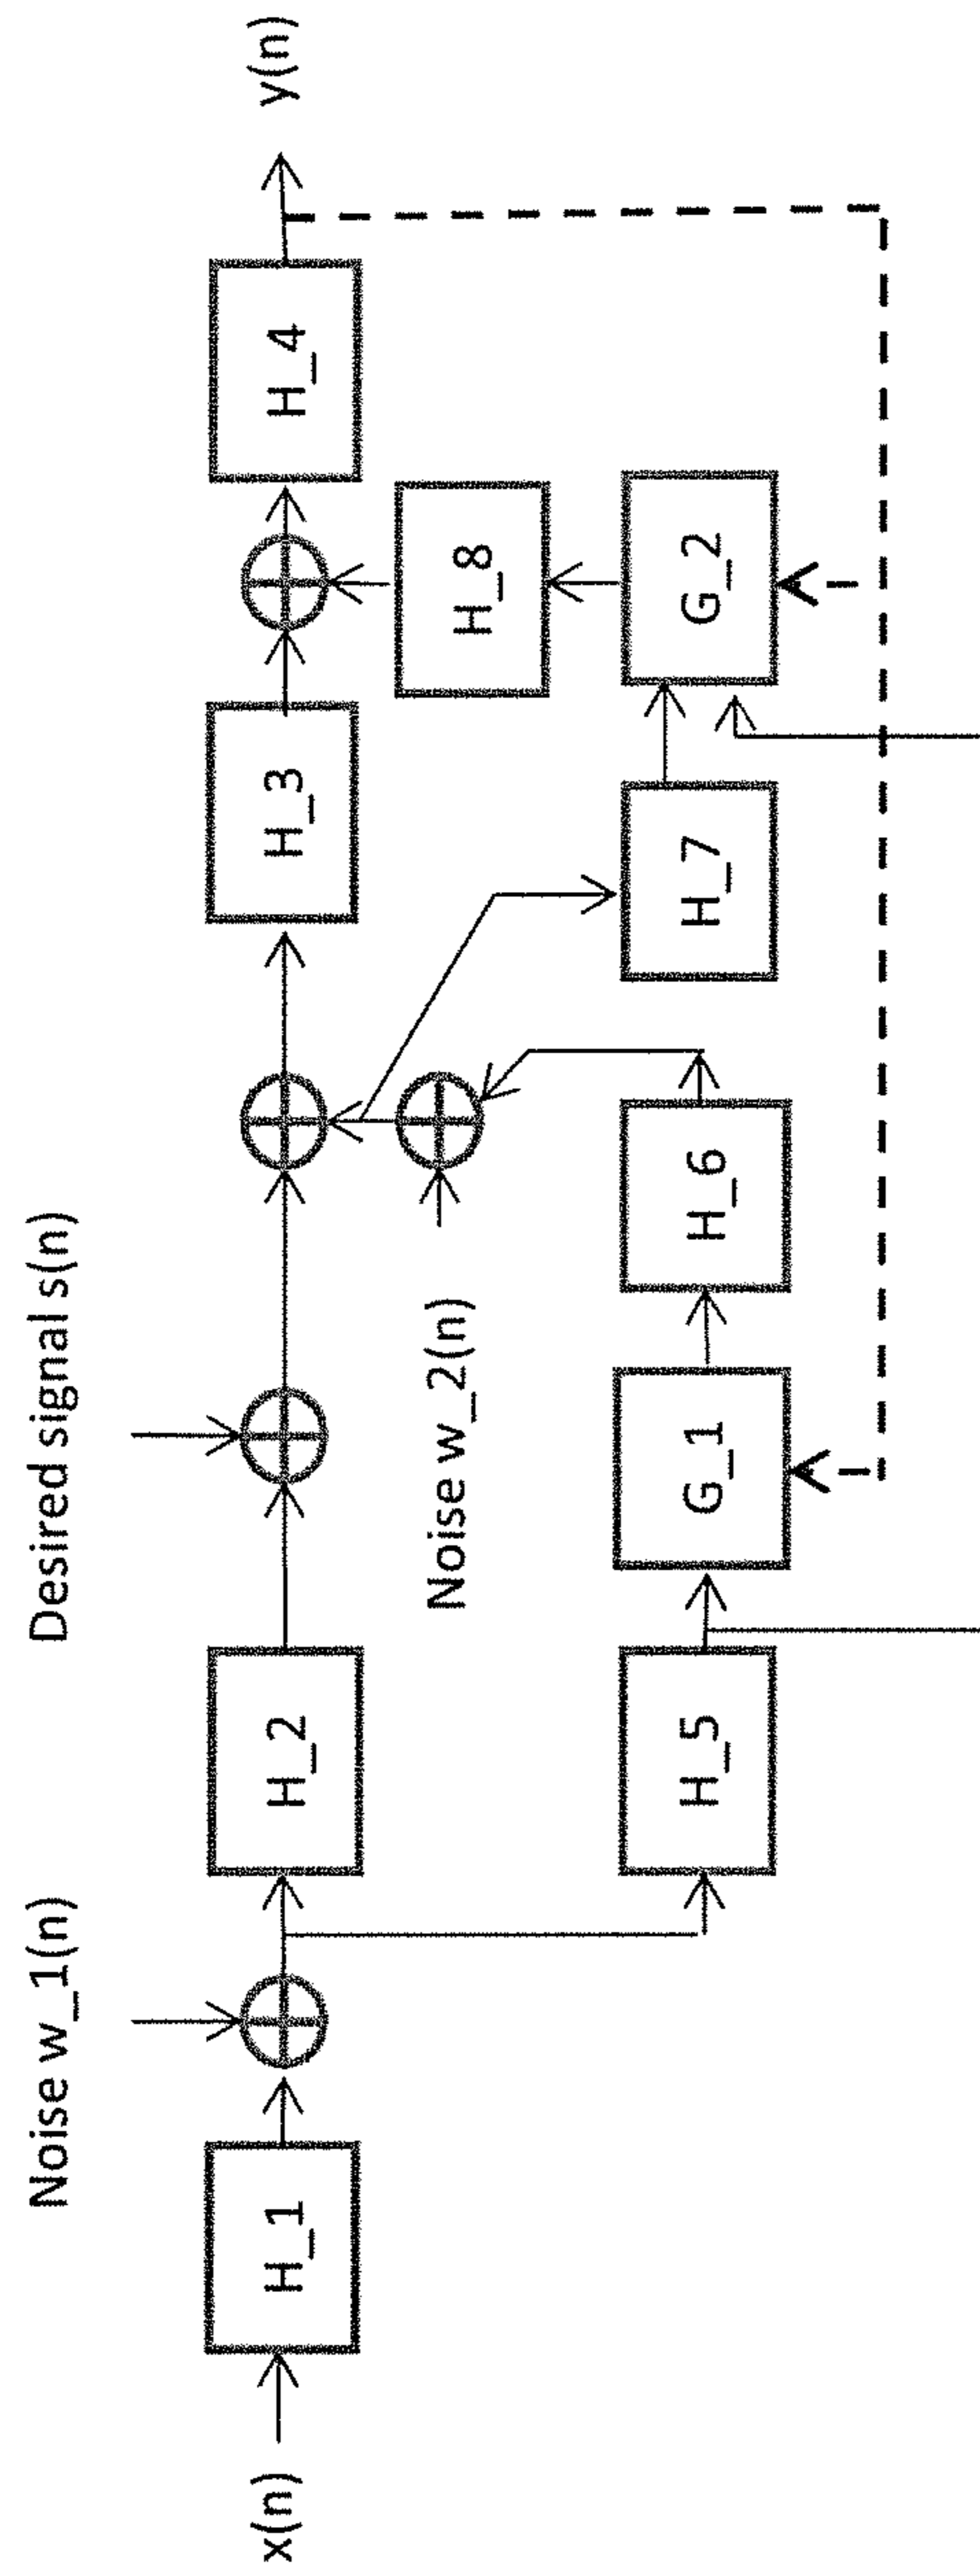 Noise w_1(n)
Desired signal s(n)
x(n)
H_1
H_2
H_3
H_4
y(n)
Noise w_2(n)
H_8
H_5
G_1
H_6
H_7
G_2